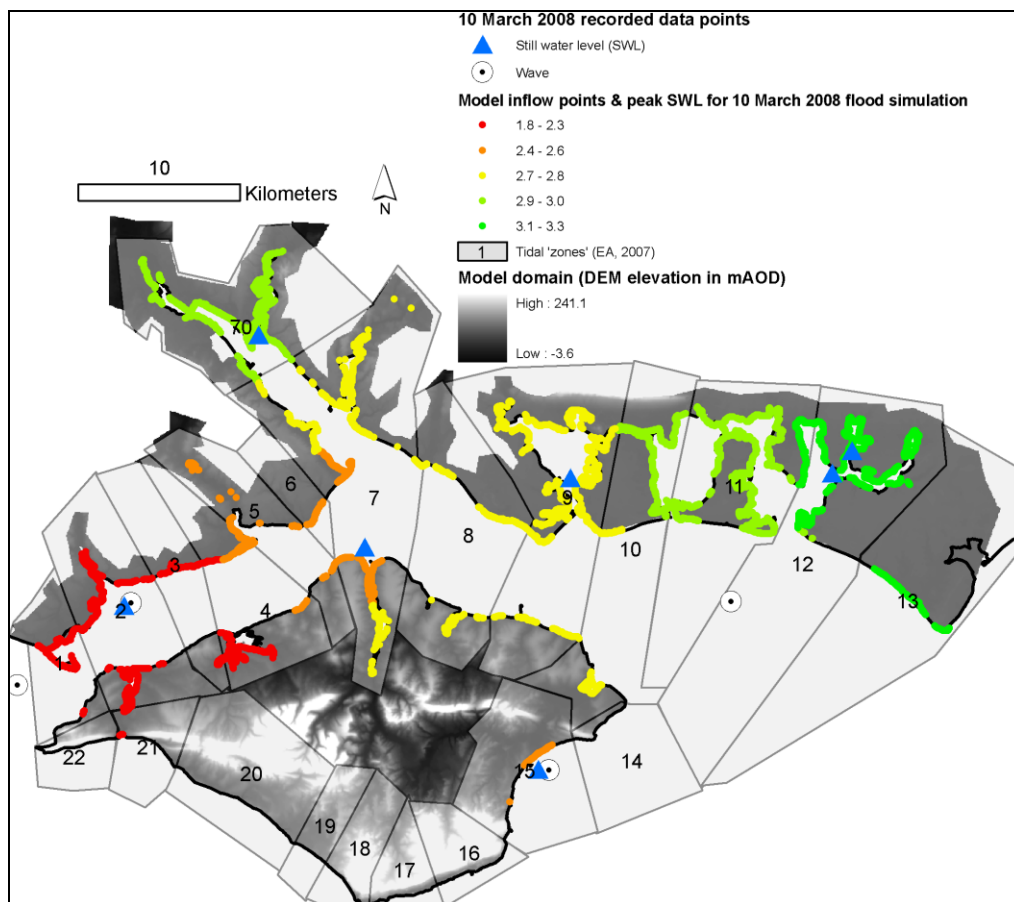 10 March 2008 recorded data points
Still water level (SWL)
Wave
Model inflow points & peak SWL for 10 March 2008 flood simulation
1.8 - 2.3
2.4 - 2.6
2.7 - 2.8
2.9 - 3.0
3.1 - 3.3
1 Tidal 'zones' (EA, 2007)
Model domain (DEM elevation in mAOD)
High : 241.1
Low : -3.6
10
Kilometers
N
70
6
7
5
9
11
8
10
3
12
4
2
13
1
15
14
22
21
20
19
18
17
16